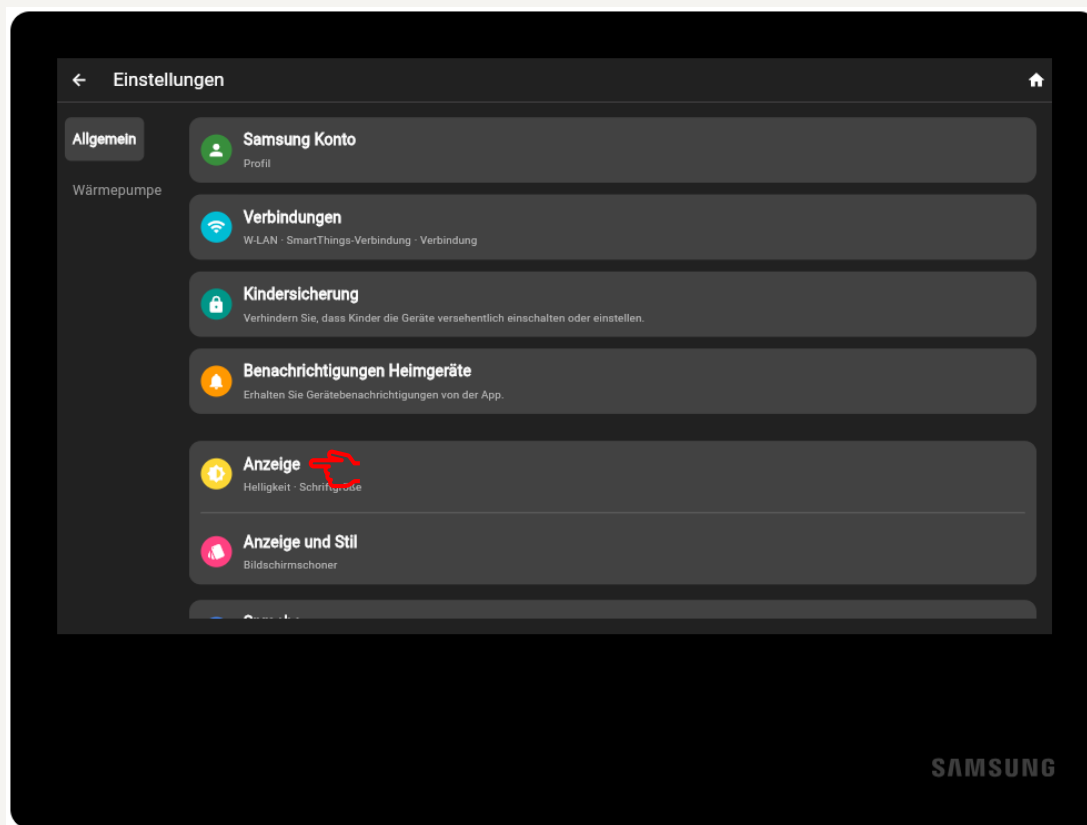 Einstellungen
Allgemein
Wärmepumpe
Samsung Konto
Profil
Verbindungen
W-LAN · SmartThings-Verbindung · Verbindung
Kindersicherung
Verhindern Sie, dass Kinder die Geräte versehentlich einschalten oder einstellen.
Benachrichtigungen Heimgeräte
Erhalten Sie Gerätebenachrichtigungen von der App.
Anzeige
Helligkeit · Schriftgröße
Anzeige und Stil
Bildschirmschoner
SAMSUNG